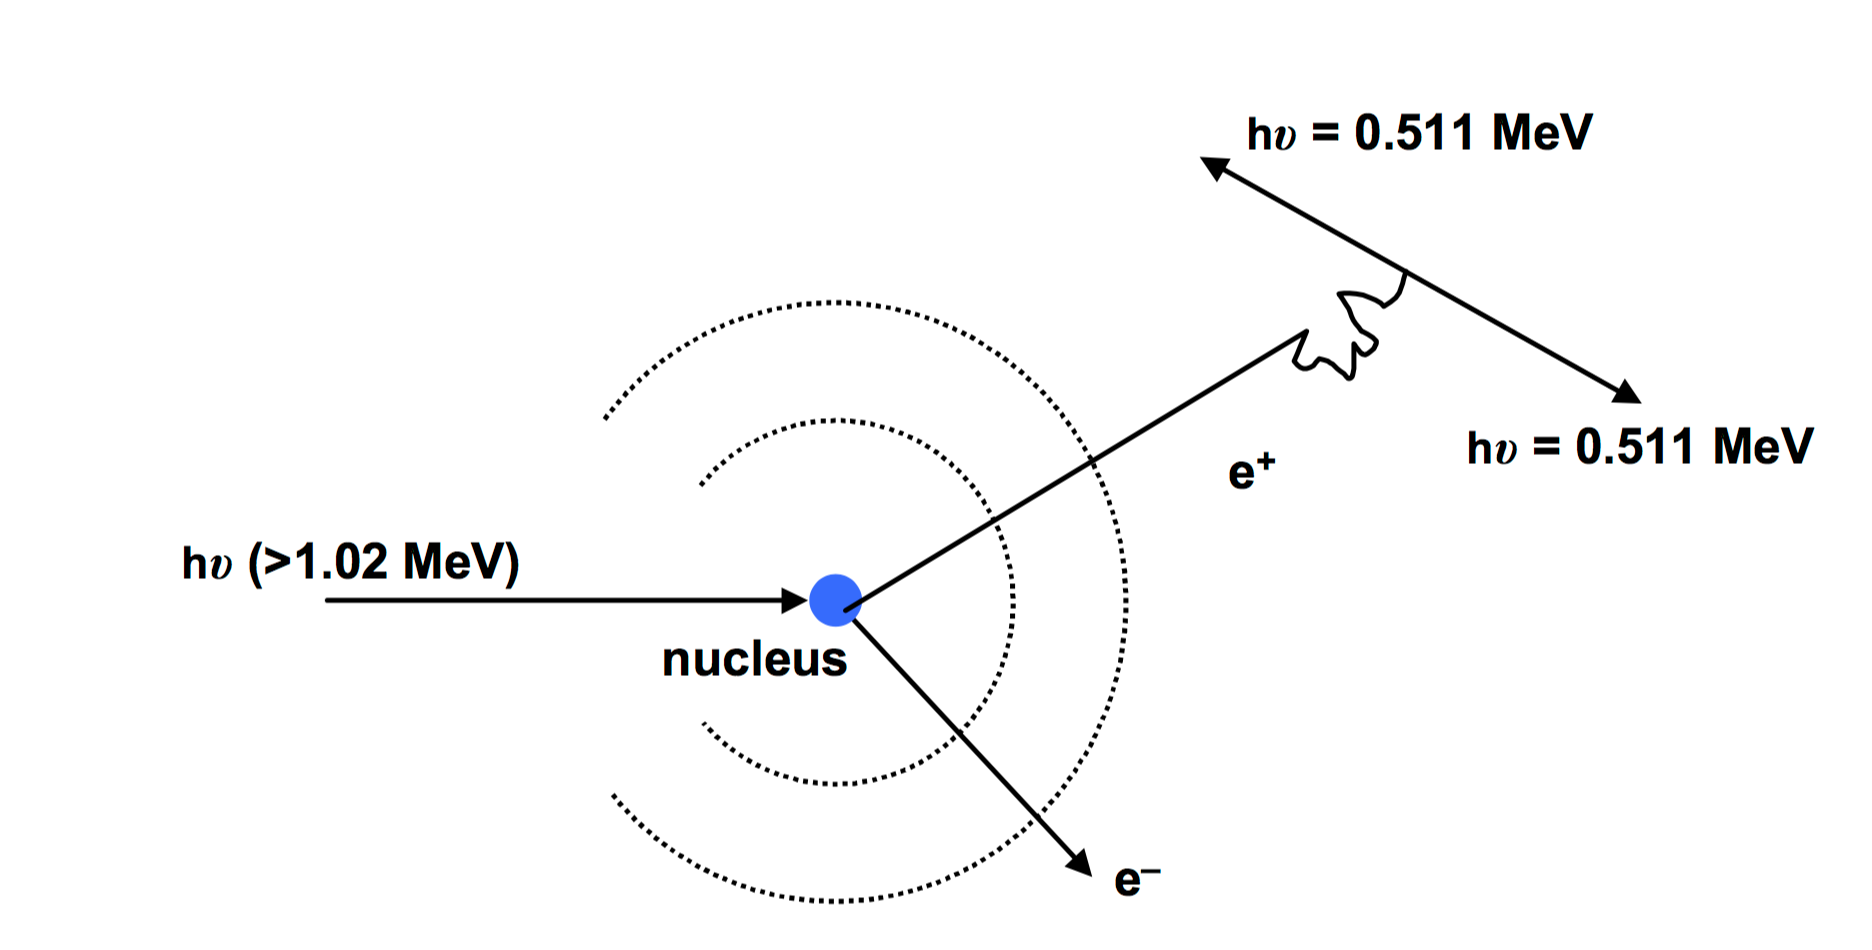 hυ = 0.511 MeV
hυ = 0.511 MeV
e⁺
hυ (>1.02 MeV)
nucleus
e⁻